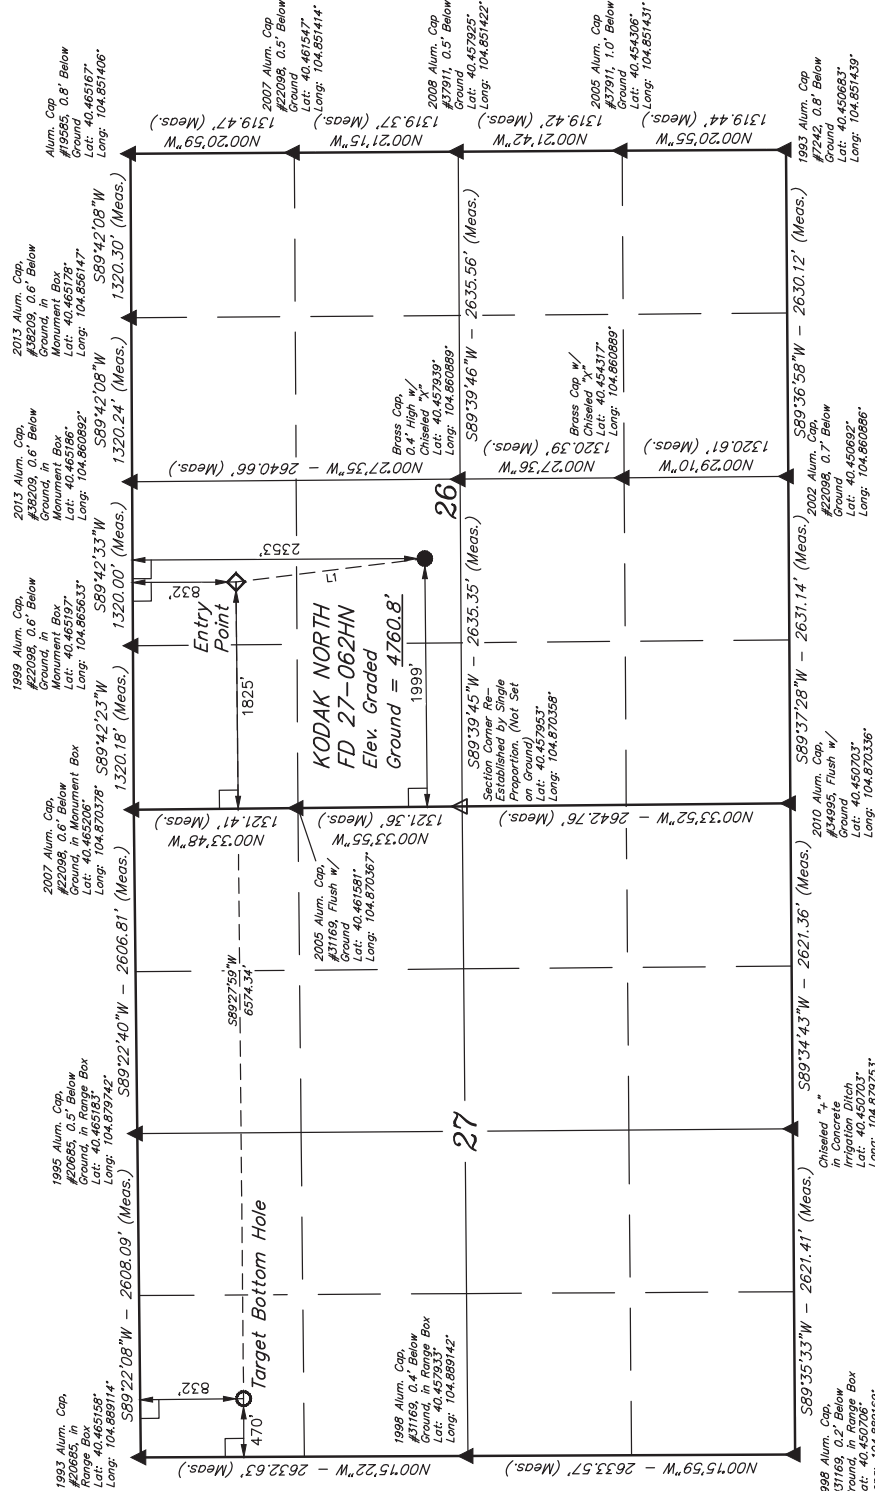 1993 Alum. Cap,
#20685, in
Range Box
Lat: 40.465158°
Long: 104.889114°
S89°22'08"W – 2608.09' (Meas.)
1995 Alum. Cap,
#20685, 0.5' Below
Ground, in Range Box
Lat: 40.465183°
Long: 104.879742°
S89°22'40"W – 2606.81' (Meas.)
2007 Alum. Cap,
#22098, 0.6' Below
Ground, in Monument Box
Lat: 40.465206°
Long: 104.870378°
S89°42'23"W
1320.18' (Meas.)
1999 Alum. Cap,
#22098, 0.6' Below
Ground, in
Monument Box
Lat: 40.465197°
Long: 104.865633°
S89°42'33"W
1320.00' (Meas.)
2013 Alum. Cap,
#38209, 0.6' Below
Ground, in
Monument Box
Lat: 40.465186°
Long: 104.860892°
S89°42'08"W
1320.24' (Meas.)
2013 Alum. Cap,
#38209, 0.6' Below
Ground, in
Monument Box
Lat: 40.465178°
Long: 104.856147°
S89°42'08"W
1320.30' (Meas.)
Alum. Cap
#19585, 0.8' Below
Ground
Lat: 40.465167°
Long: 104.851406°
N00°15'22"W – 2632.63' (Meas.)
832'
470'
Target Bottom Hole
S89°27'59"W
6574.34'
N00°33'48"W
1321.41' (Meas.)
1825'
Entry
Point
832'
2353'
L1
N00°27'35"W – 2640.66' (Meas.)
N00°20'59"W
1319.47' (Meas.)
2007 Alum. Cap
#22098, 0.5' Below
Ground
Lat: 40.461547°
Long: 104.851414°
2005 Alum. Cap,
#31169, Flush w/
Ground
Lat: 40.461581°
Long: 104.870367°
N00°33'55"W
1321.36' (Meas.)
KODAK NORTH
FD 27-062HN
Elev. Graded
Ground = 4760.8'
1999'
N00°21'15"W
1319.37' (Meas.)
1998 Alum. Cap,
#31169, 0.4' Below
Ground, in Range Box
Lat: 40.457933°
Long: 104.889142°
27
26
Brass Cap,
0.4' High w/
Chiseled "X"
Lat: 40.457939°
Long: 104.860889°
2008 Alum. Cap
#37911, 0.5' Below
Ground
Lat: 40.457925°
Long: 104.851422°
S89°39'45"W – 2635.35' (Meas.)
S89°39'46"W – 2635.56' (Meas.)
Section Corner Re-
Established by Single
Proportion. (Not Set
on Ground)
Lat: 40.457953°
Long: 104.870358°
N00°15'59"W – 2633.57' (Meas.)
N00°33'52"W – 2642.76' (Meas.)
N00°27'36"W
1320.39' (Meas.)
Brass Cap w/
Chiseled "X"
Lat: 40.454317°
Long: 104.860889°
N00°21'42"W
1319.42' (Meas.)
2005 Alum. Cap
#37911, 1.0' Below
Ground
Lat: 40.454306°
Long: 104.851431°
N00°29'10"W
1320.61' (Meas.)
N00°20'55"W
1319.44' (Meas.)
S89°35'33"W – 2621.41' (Meas.)
S89°34'43"W – 2621.36' (Meas.)
S89°37'28"W – 2631.14' (Meas.)
S89°36'58"W – 2630.12' (Meas.)
1998 Alum. Cap,
#31169, 0.2' Below
Ground, in Range Box
Lat: 40.450706°
Chiseled "+"
in Concrete
Irrigation Ditch
Lat: 40.450703°
Long: 104.879753°
2010 Alum. Cap,
#34995, Flush w/
Ground
Lat: 40.450703°
Long: 104.870336°
2002 Alum. Cap,
#22098, 0.7' Below
Ground
Lat: 40.450692°
Long: 104.860886°
1993 Alum. Cap
#7242, 0.8' Below
Ground
Lat: 40.450683°
Long: 104.851439°